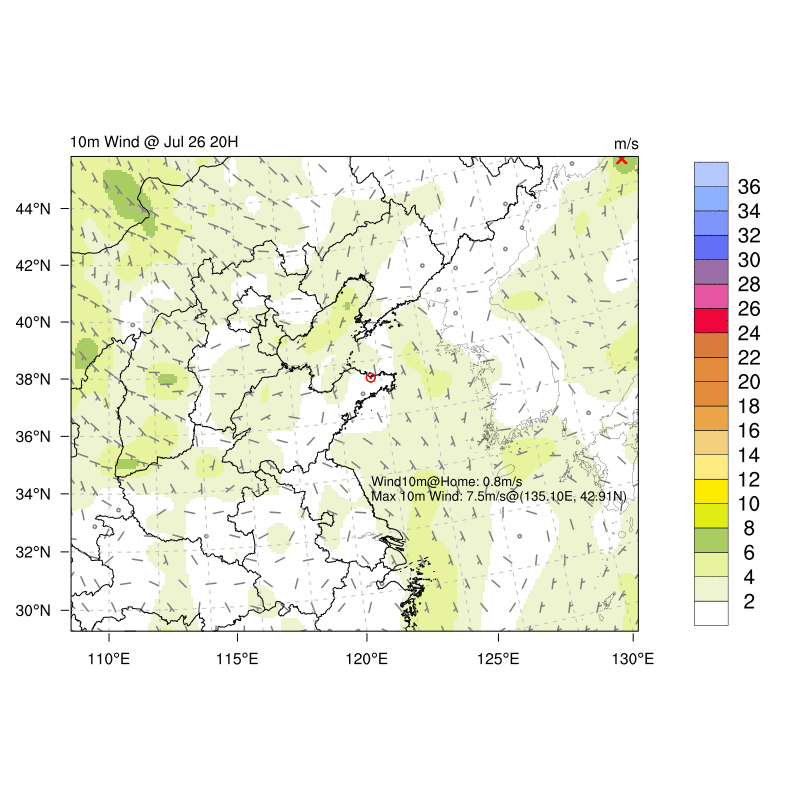 10m Wind @ Jul 26 20H
m/s
44°N
42°N
40°N
38°N
36°N
34°N
32°N
30°N
110°E
115°E
120°E
125°E
130°E
Wind10m@Home: 0.8m/s
Max 10m Wind: 7.5m/s@(135.10E, 42.91N)
36
34
32
30
28
26
24
22
20
18
16
14
12
10
8
6
4
2